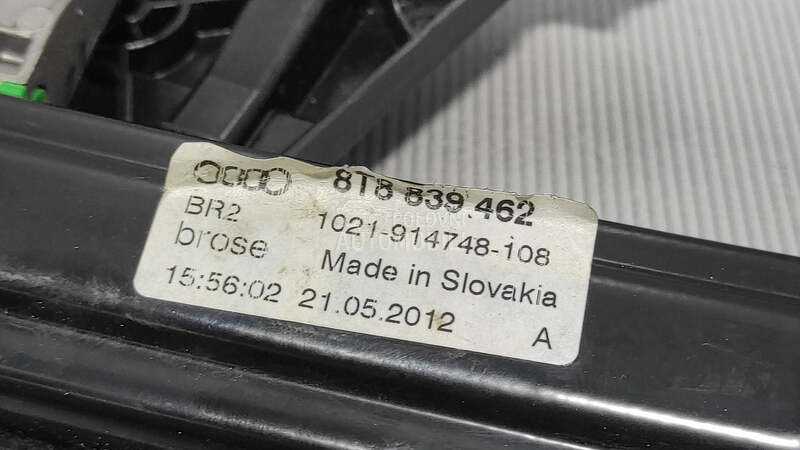 8T8 839 462
BR2 1021-914748-108
brose Made in Slovakia
15:56:02 21.05.2012 A